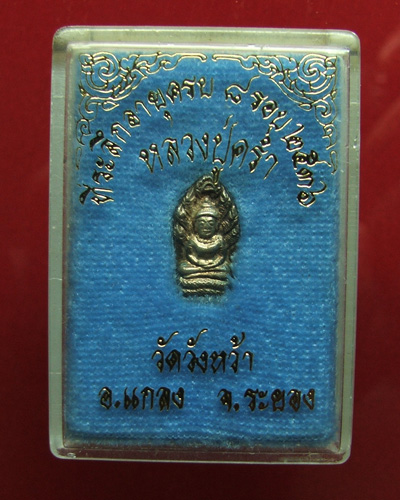 ที่ระลึกอายุครบ ๘ รอบ ๒๕๓๖
หลวงปู่คร่ำ
วัดวังหว้า
อ.แกลง จ.ระยอง